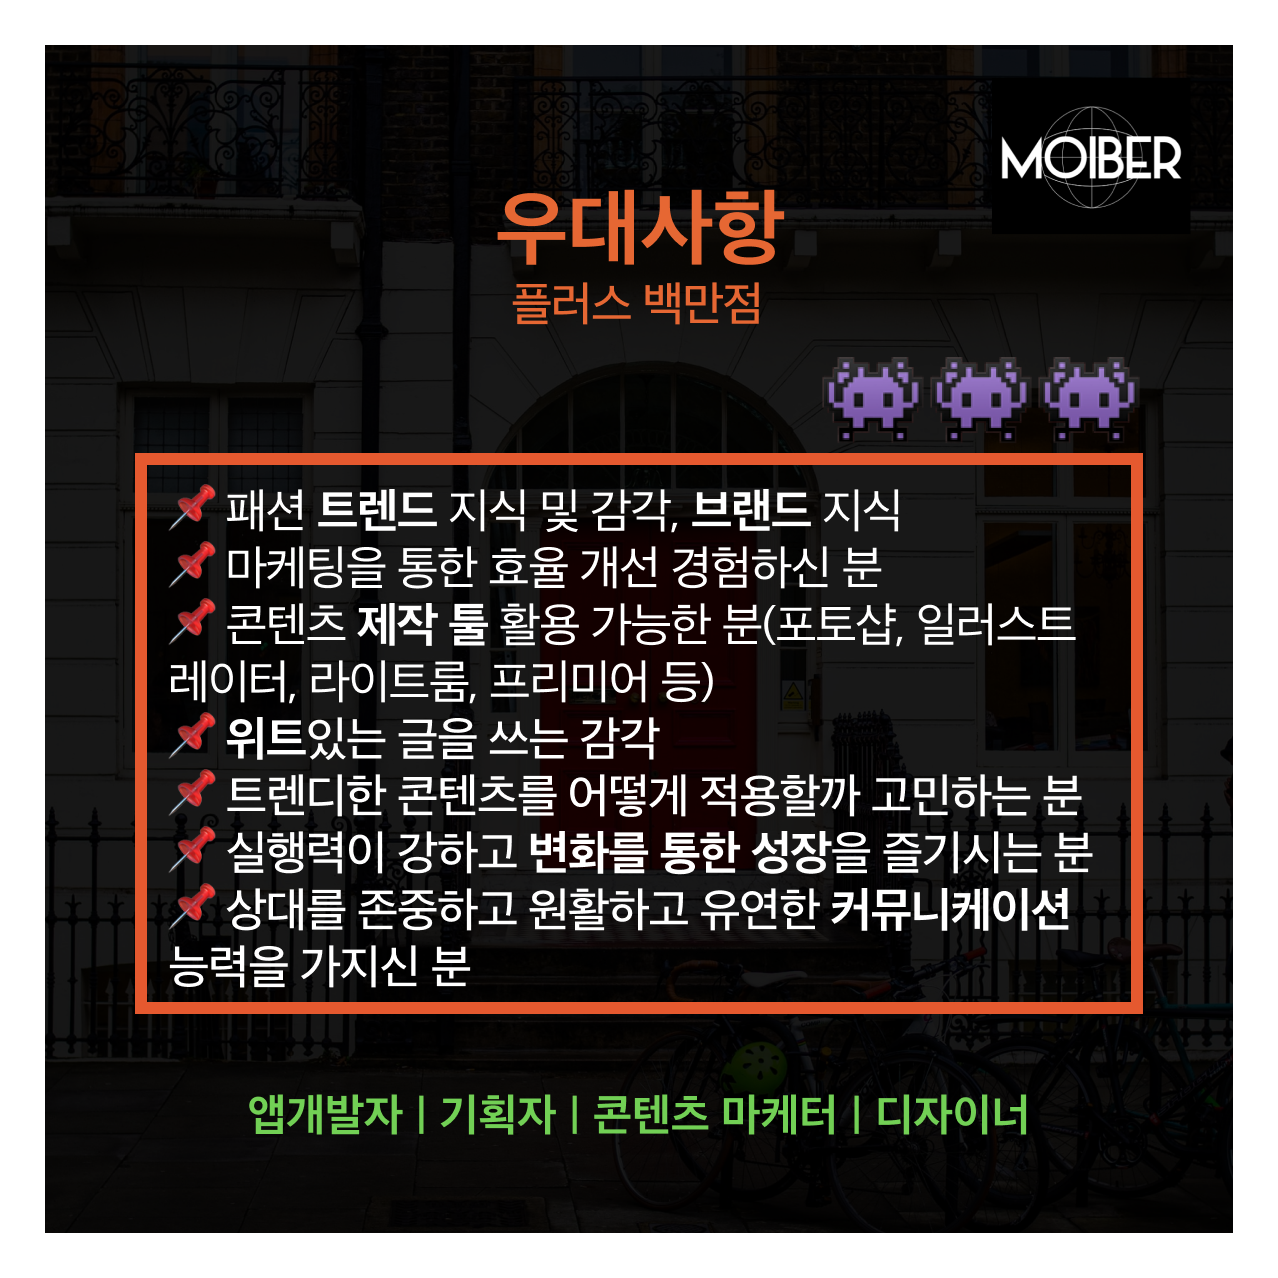 MOIBER
우대사항
플러스 백만점
📌 패션 트렌드 지식 및 감각, 브랜드 지식
📌 마케팅을 통한 효율 개선 경험하신 분
📌 콘텐츠 제작 툴 활용 가능한 분(포토샵, 일러스트
레이터, 라이트룸, 프리미어 등)
📌 위트있는 글을 쓰는 감각
📌 트렌디한 콘텐츠를 어떻게 적용할까 고민하는 분
📌 실행력이 강하고 변화를 통한 성장을 즐기시는 분
📌 상대를 존중하고 원활하고 유연한 커뮤니케이션
능력을 가지신 분
앱개발자 | 기획자 | 콘텐츠 마케터 | 디자이너